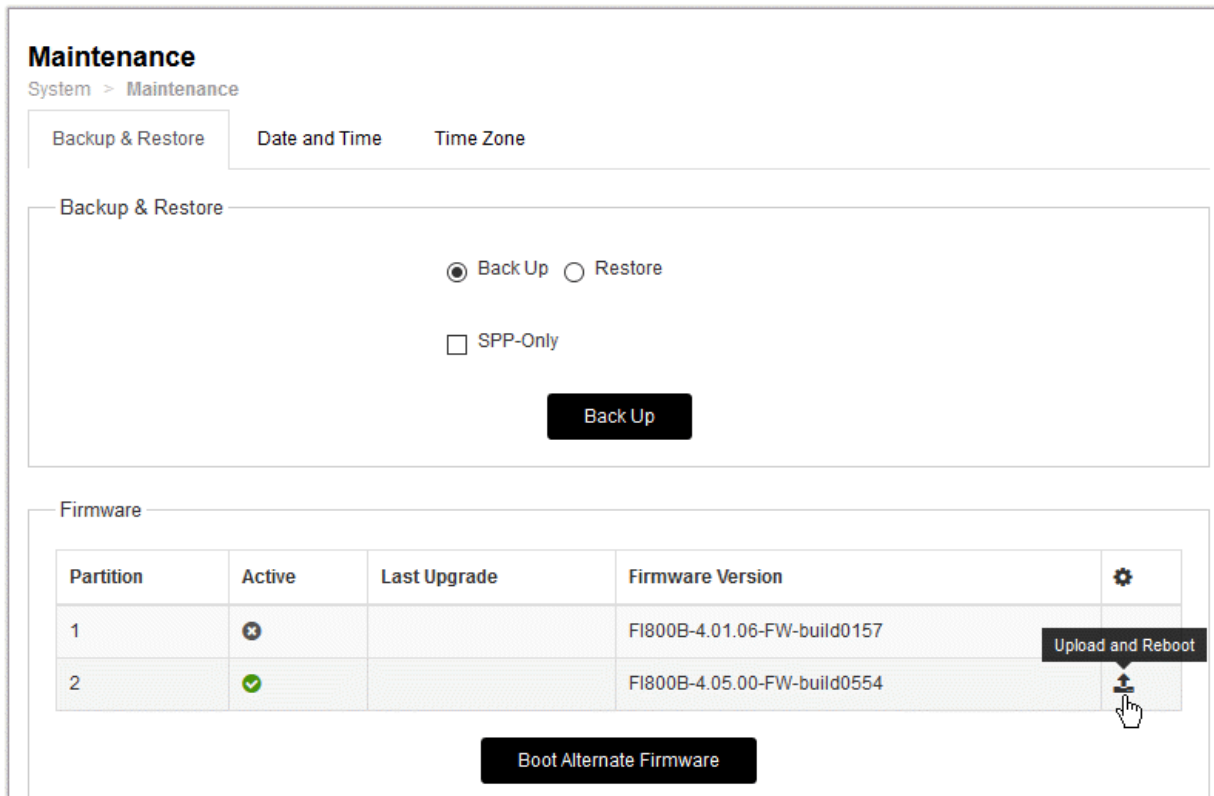 Maintenance
System > Maintenance
Backup & Restore Date and Time Time Zone
Backup & Restore
Back Up Restore
SPP-Only
Back Up
Firmware
Partition Active Last Upgrade Firmware Version
1 FI800B-4.01.06-FW-build0157
Upload and Reboot
2 FI800B-4.05.00-FW-build0554
Boot Alternate Firmware